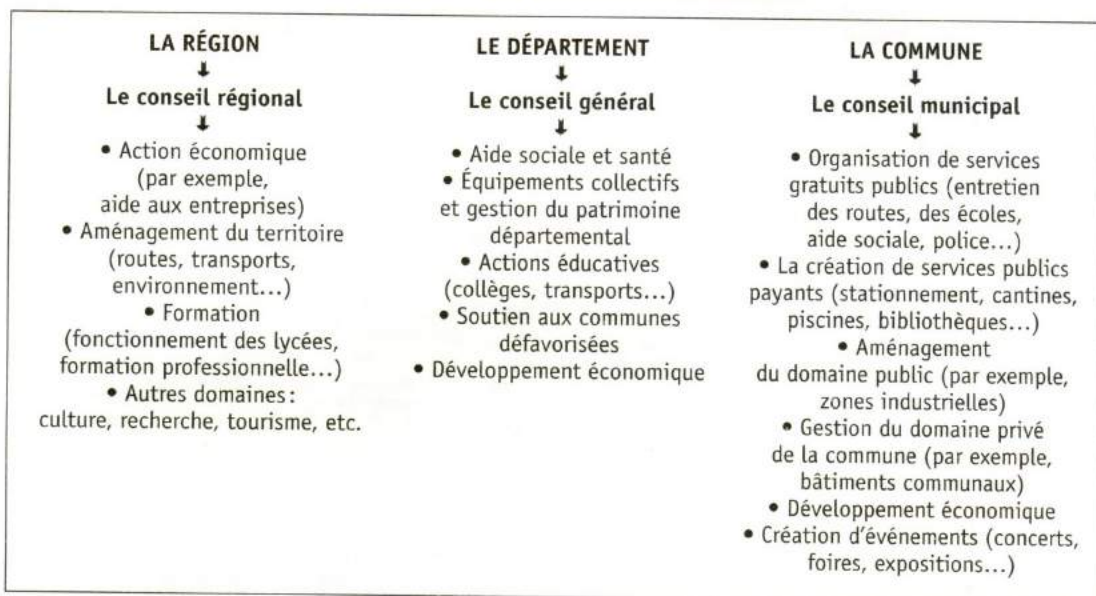 LA RÉGION
Le conseil régional
• Action économique
(par exemple,
aide aux entreprises)
• Aménagement du territoire
(routes, transports,
environnement...)
• Formation
(fonctionnement des lycées,
formation professionnelle...)
• Autres domaines :
culture, recherche, tourisme, etc.
LE DÉPARTEMENT
Le conseil général
• Aide sociale et santé
• Équipements collectifs
et gestion du patrimoine
départemental
• Actions éducatives
(collèges, transports...)
• Soutien aux communes
défavorisées
• Développement économique
LA COMMUNE
Le conseil municipal
• Organisation de services
gratuits publics (entretien
des routes, des écoles,
aide sociale, police...)
• La création de services publics
payants (stationnement, cantines,
piscines, bibliothèques...)
• Aménagement
du domaine public (par exemple,
zones industrielles)
• Gestion du domaine privé
de la commune (par exemple,
bâtiments communaux)
• Développement économique
• Création d'événements (concerts,
foires, expositions...)